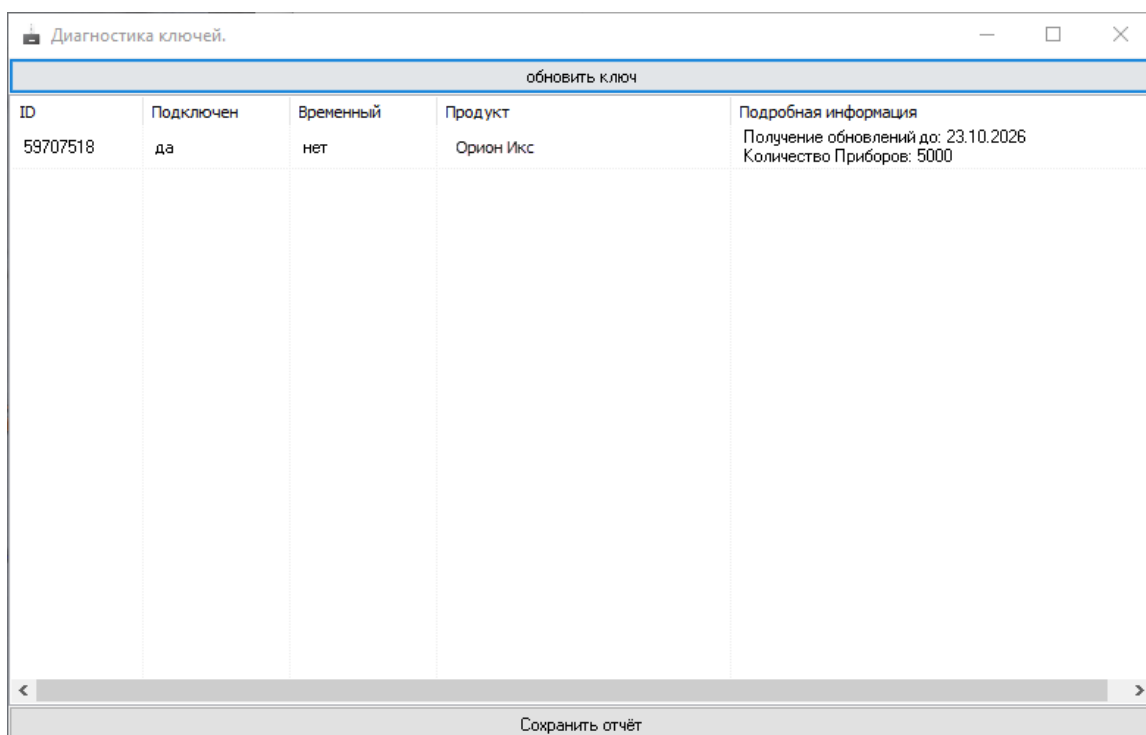 Диагностика ключей.
обновить ключ
ID Подключен Временный Продукт Подробная информация
59707518 да нет Орион Икс Получение обновлений до: 23.10.2026
Количество Приборов: 5000
Сохранить отчёт